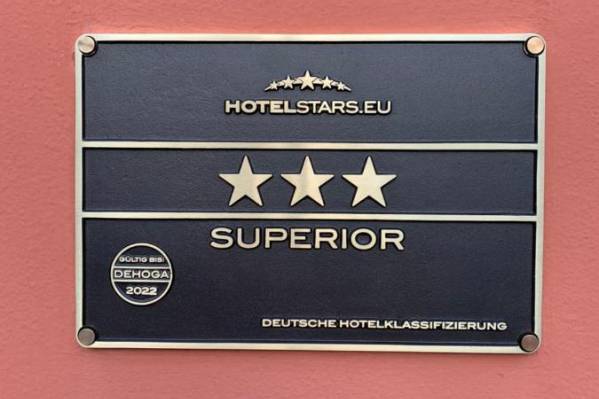 HOTELSTARS.EU
SUPERIOR
GÜLTIG BIS:
DEHOGA
2022
DEUTSCHE HOTELKLASSIFIZIERUNG